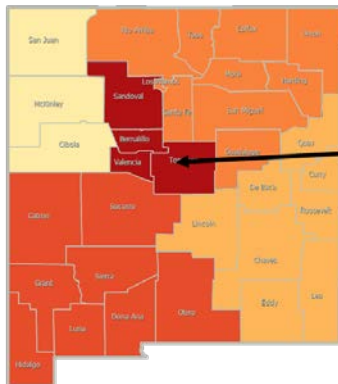 San Juan
Rio Arriba
Taos
Colfax
Union
McKinley
Sandoval
Los Alamos
Mora
Harding
Santa Fe
San Miguel
Cibola
Bernalillo
Valencia
Guadalupe
Quay
Curry
De Baca
Roosevelt
Catron
Socorro
Lincoln
Chaves
Grant
Sierra
Otero
Eddy
Lea
Luna
Dona Ana
Hidalgo